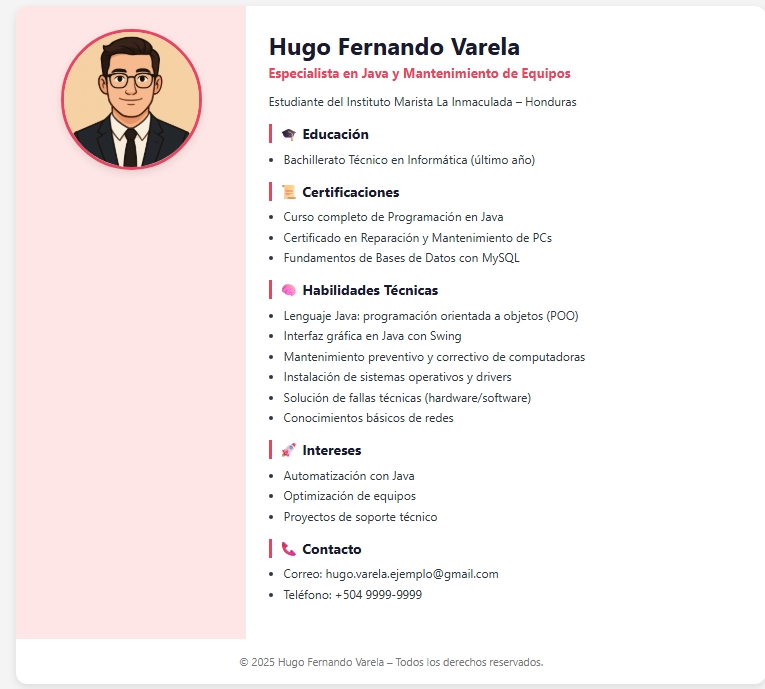 Hugo Fernando Varela
Especialista en Java y Mantenimiento de Equipos
Estudiante del Instituto Marista La Inmaculada – Honduras
🎓 Educación
• Bachillerato Técnico en Informática (último año)
📜 Certificaciones
• Curso completo de Programación en Java
• Certificado en Reparación y Mantenimiento de PCs
• Fundamentos de Bases de Datos con MySQL
🧠 Habilidades Técnicas
• Lenguaje Java: programación orientada a objetos (POO)
• Interfaz gráfica en Java con Swing
• Mantenimiento preventivo y correctivo de computadoras
• Instalación de sistemas operativos y drivers
• Solución de fallas técnicas (hardware/software)
• Conocimientos básicos de redes
🚀 Intereses
• Automatización con Java
• Optimización de equipos
• Proyectos de soporte técnico
📞 Contacto
• Correo: hugo.varela.ejemplo@gmail.com
• Teléfono: +504 9999-9999
© 2025 Hugo Fernando Varela – Todos los derechos reservados.